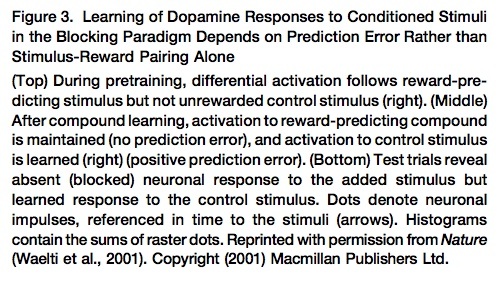 Figure 3. Learning of Dopamine Responses to Conditioned Stimuli
in the Blocking Paradigm Depends on Prediction Error Rather than
Stimulus-Reward Pairing Alone
(Top) During pretraining, differential activation follows reward-pre-
dicting stimulus but not unrewarded control stimulus (right). (Middle)
After compound learning, activation to reward-predicting compound
is maintained (no prediction error), and activation to control stimulus
is learned (right) (positive prediction error). (Bottom) Test trials reveal
absent (blocked) neuronal response to the added stimulus but
learned response to the control stimulus. Dots denote neuronal
impulses, referenced in time to the stimuli (arrows). Histograms
contain the sums of raster dots. Reprinted with permission from Nature
(Waelti et al., 2001). Copyright (2001) Macmillan Publishers Ltd.